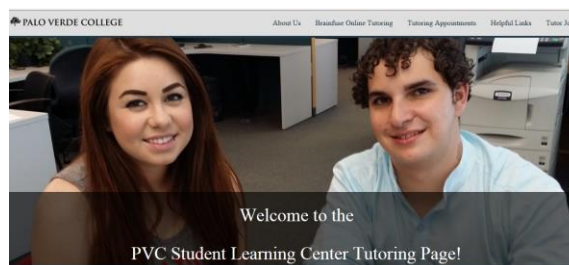 PALO VERDE COLLEGE
About Us Brainfuse Online Tutoring Tutoring Appointments Helpful Links Tutor
Welcome to the
PVC Student Learning Center Tutoring Page!